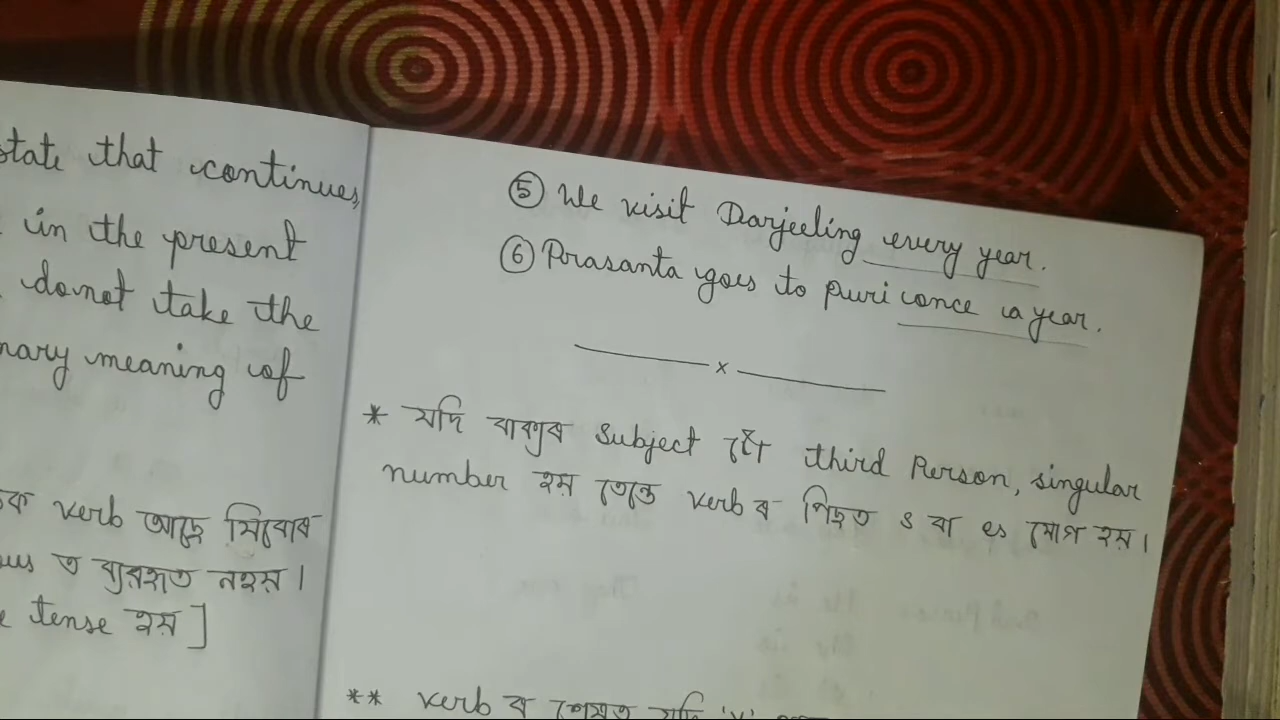 state that continues,
in the present
donot take the
meaning of
verb আছে সিবোৰ
ত ব্যৱহৃত নহয়।
tense হয়]
⑤ We visit Darjeeling every year.
⑥ Prasanta goes to puri once a year.
x
* যদি বাক্যৰ Subject টো third Person, singular
number হয় তেন্তে verb ৰ পিছত s বা es যোগ হয়।
** Verb ৰ শেষত যদি 'y'